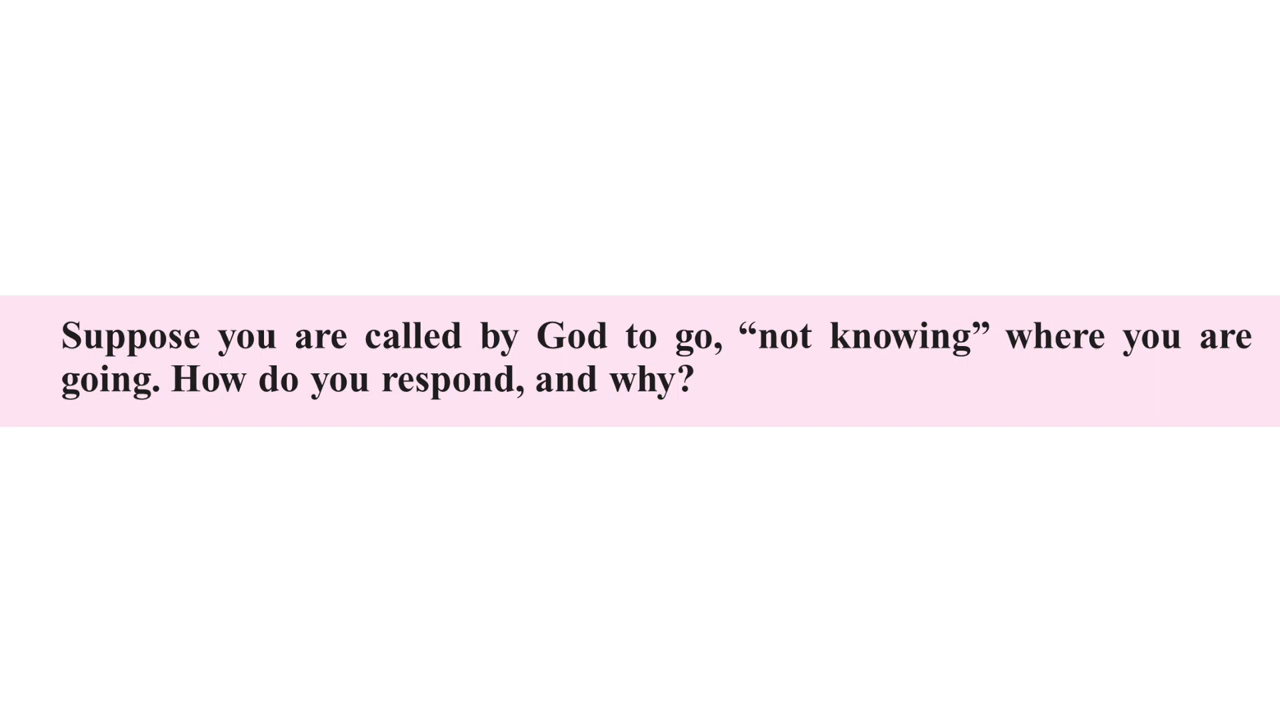 Suppose you are called by God to go, “not knowing” where you are
going. How do you respond, and why?